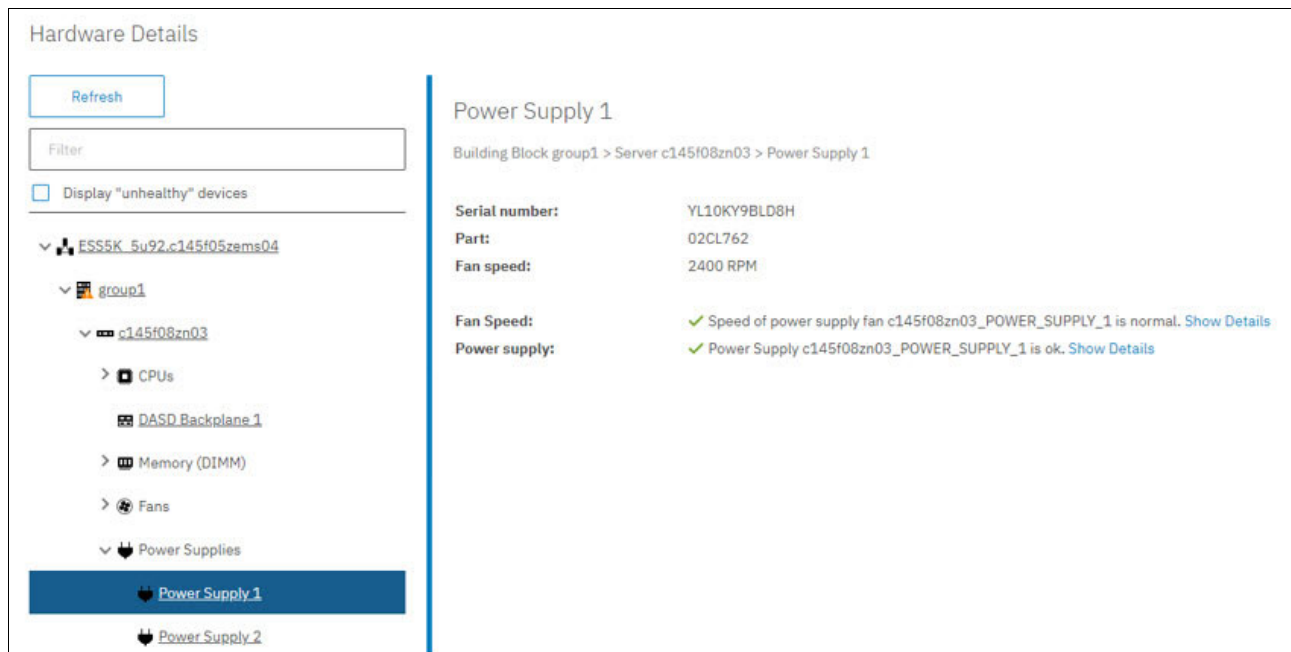 Hardware Details
Refresh
Filter
Display "unhealthy" devices
ESS5K_5u92.c145f05zems04
group1
c145f08zn03
CPUs
DASD Backplane 1
Memory (DIMM)
Fans
Power Supplies
Power Supply 1
Power Supply 2
Power Supply 1
Building Block group1 > Server c145f08zn03 > Power Supply 1
Serial number: YL10KY9BLD8H
Part: 02CL762
Fan speed: 2400 RPM
Fan Speed: Speed of power supply fan c145f08zn03_POWER_SUPPLY_1 is normal. Show Details
Power supply: Power Supply c145f08zn03_POWER_SUPPLY_1 is ok. Show Details